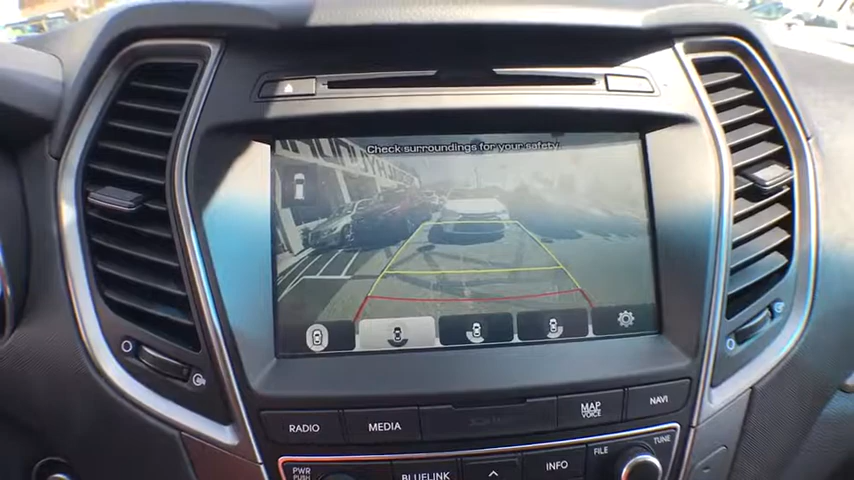 Check surroundings for your safety
RADIO
MEDIA
MAP
VOICE
NAVI
PWR
PUSH
BLUELINK
INFO
FILE
TUNE